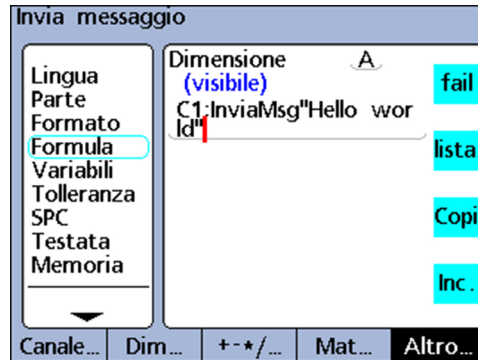 Invia messaggio
Lingua
Parte
Formato
Formula
Variabili
Tolleranza
SPC
Testata
Memoria
Dimensione A
(visibile)
C1:InviaMsg"Hello wor
ld"
fail
lista
Copi
Inc.
Canale... Dim... +-*/... Mat... Altro...